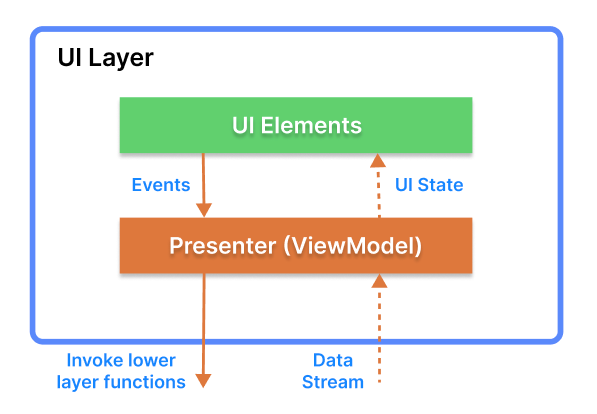 UI Layer
UI Elements
Events
UI State
Presenter (ViewModel)
Invoke lower
layer functions
Data
Stream